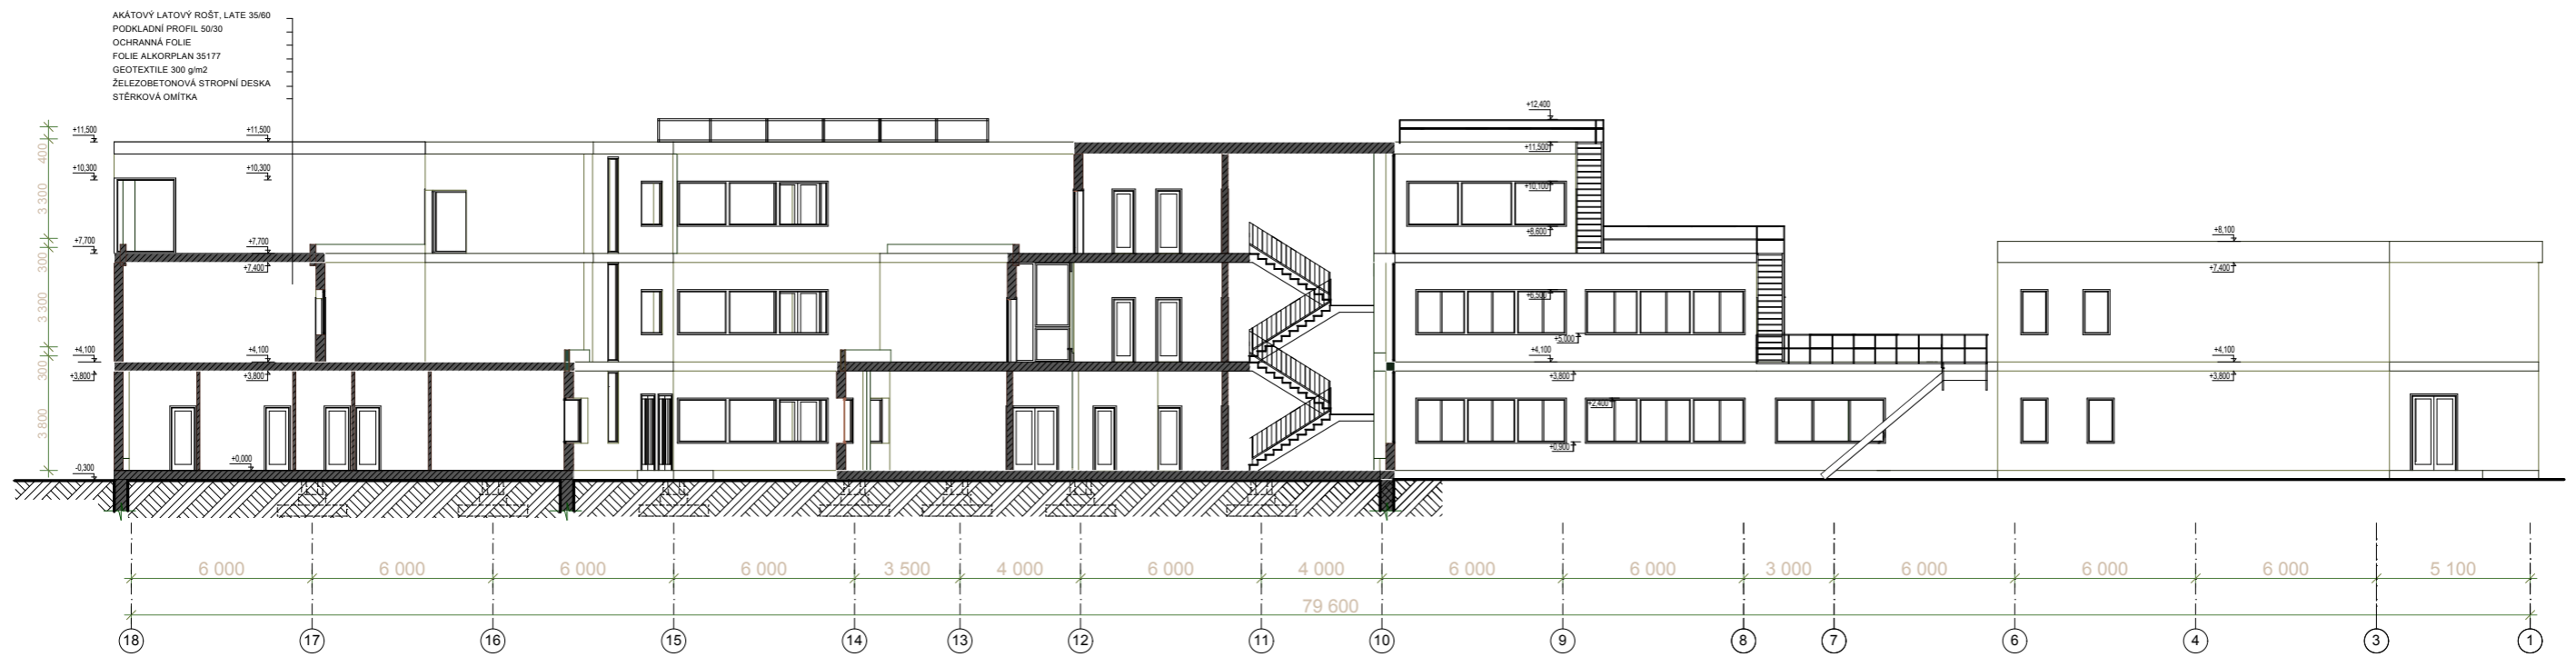 AKÁTOVÝ LATOVÝ ROŠT, LATE 35/60
PODKLADNÍ PROFIL 50/30
OCHRANNÁ FOLIE
FOLIE ALKORPLAN 35177
GEOTEXTILE 300 g/m2
ŽELEZOBETONOVÁ STROPNÍ DESKA
STĚRKOVÁ OMÍTKA
+12,400
+11,500 +11,500 +11,500
400
+10,300 +10,300 +10,100
3 300
+8,600
+8,100
+7,700 +7,700
300
+7,400 +7,400
+6,500
3 300
+5,000
+4,100 +4,100 +4,100 +4,100
300
+3,800 +3,800 +3,800 +3,800
+2,400
3 800
+0,900
+0,000
-0,300
6 000 6 000 6 000 6 000 3 500 4 000 6 000 4 000 6 000 6 000 3 000 6 000 6 000 6 000 5 100
79 600
18 17 16 15 14 13 12 11 10 9 8 7 6 4 3 1